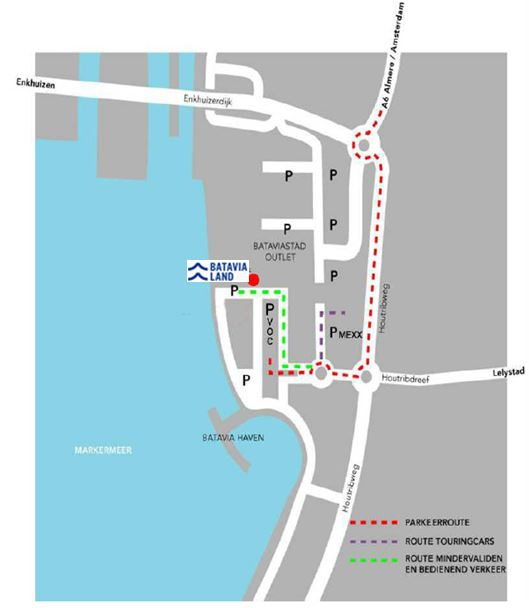 A6 Almere / Amsterdam
Enkhuizen
Enkhuizerdijk
P
P
P
P
BATAVIASTAD
OUTLET
P
BATAVIA
LAND
P
P
VOC
P MEXX
Houtribweg
P
Houtribdreef
Lelystad
BATAVIA HAVEN
MARKERMEER
Houtribweg
PARKEERROUTE
ROUTE TOURINGCARS
ROUTE MINDERVALIDEN
EN BEDIENEND VERKEER